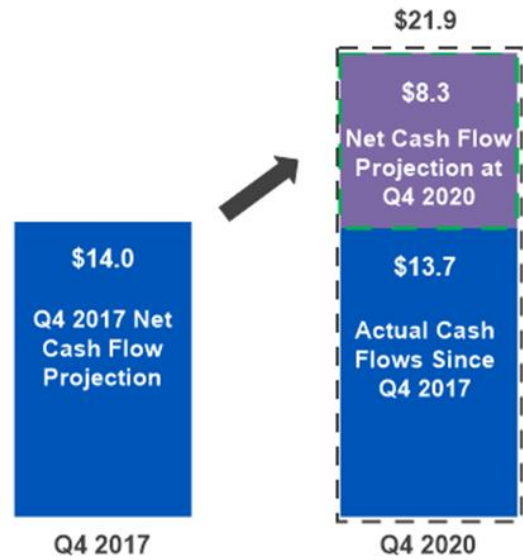 $21.9
$8.3
Net Cash Flow
Projection at
Q4 2020
$14.0
Q4 2017 Net
Cash Flow
Projection
$13.7
Actual Cash
Flows Since
Q4 2017
Q4 2017
Q4 2020